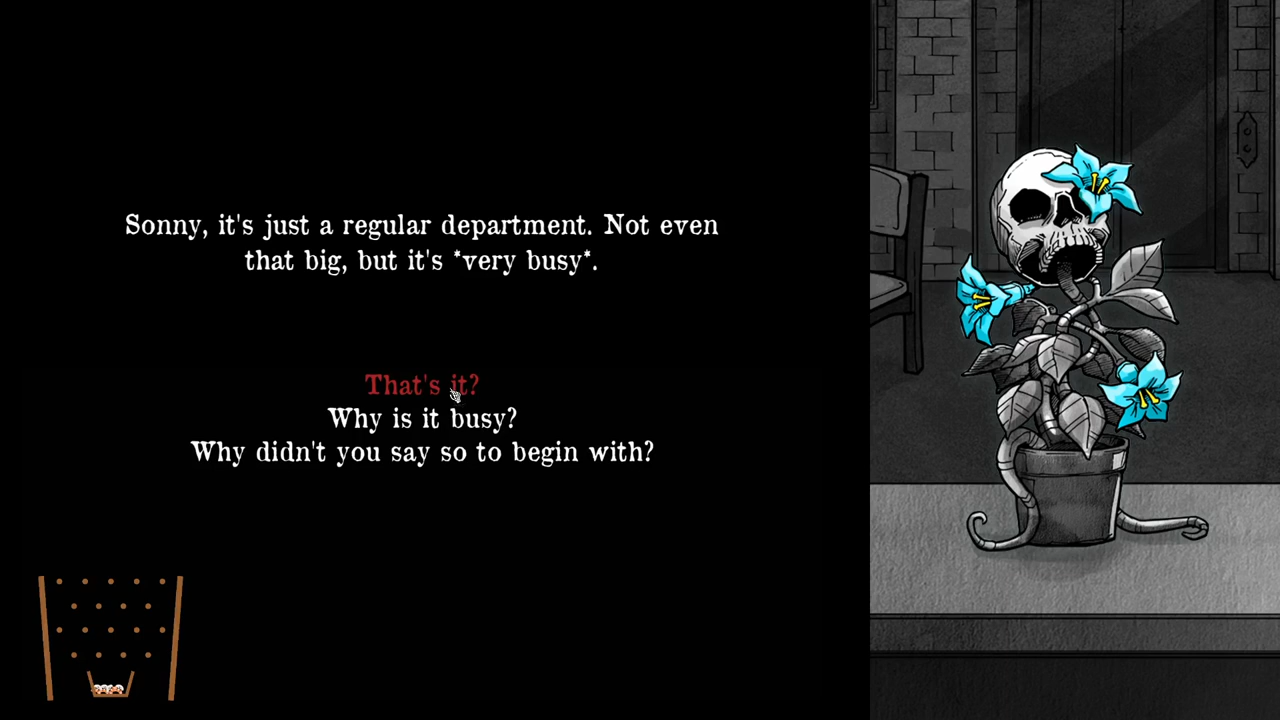 Sonny, it's just a regular department. Not even
that big, but it's *very busy*.
That's it?
Why is it busy?
Why didn't you say so to begin with?